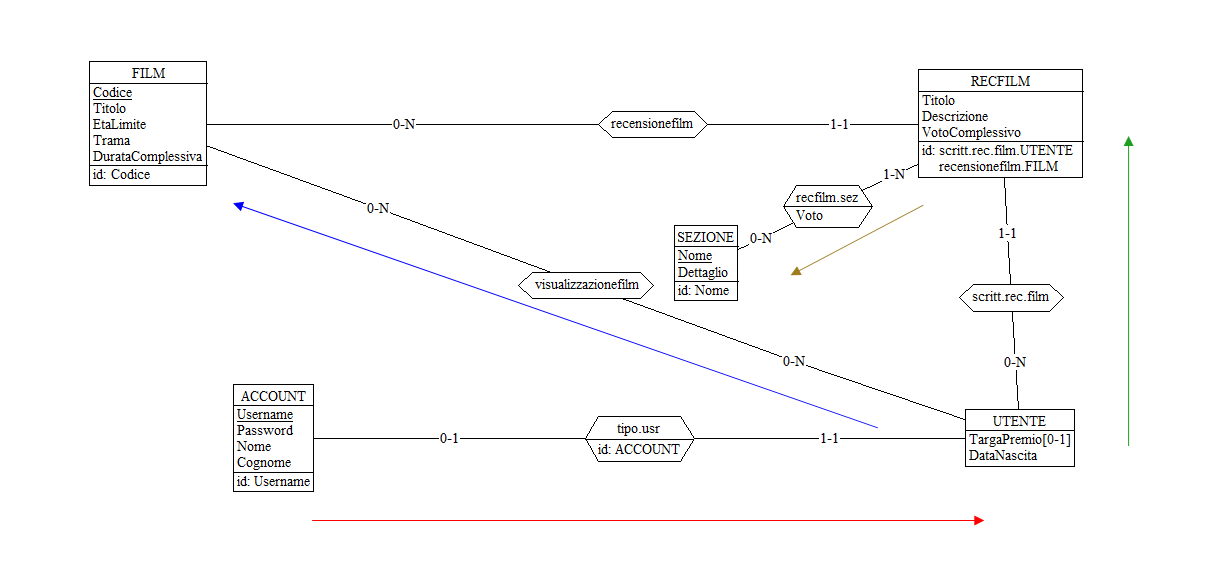 FILM
Codice
Titolo
EtaLimite
Trama
DurataComplessiva
id: Codice
0-N
recensionefilm
1-1
RECFILM
Titolo
Descrizione
VotoComplessivo
id: scritt.rec.film.UTENTE
recensionefilm.FILM
1-N
recfilm.sez
Voto
0-N
SEZIONE
Nome
Dettaglio
id: Nome
0-N
visualizzazionefilm
0-N
1-1
scritt.rec.film
0-N
ACCOUNT
Username
Password
Nome
Cognome
id: Username
0-1
tipo.usr
id: ACCOUNT
1-1
UTENTE
TargaPremio[0-1]
DataNascita